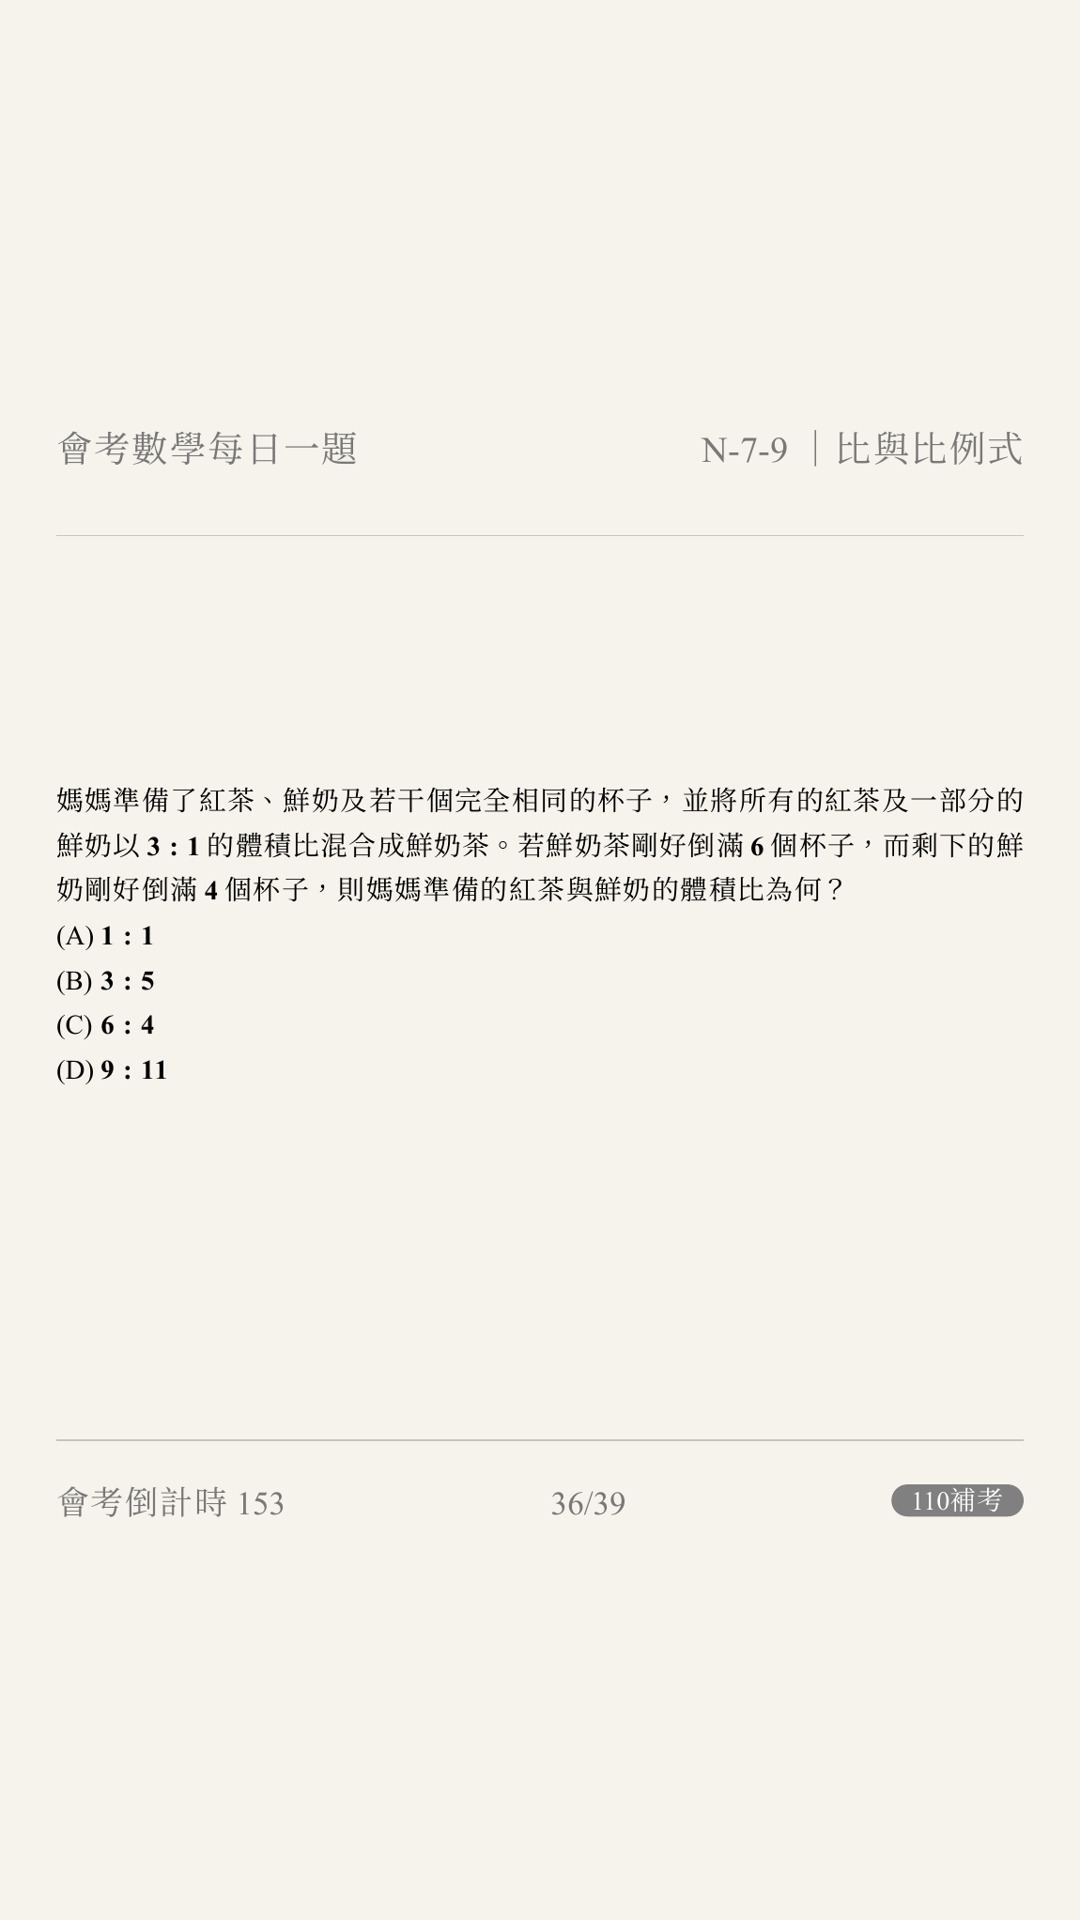 會考數學每日一題
N-7-9 ｜比與比例式
媽媽準備了紅茶、鮮奶及若干個完全相同的杯子，並將所有的紅茶及一部分的
鮮奶以 3 : 1 的體積比混合成鮮奶茶。若鮮奶茶剛好倒滿 6 個杯子，而剩下的鮮
奶剛好倒滿 4 個杯子，則媽媽準備的紅茶與鮮奶的體積比為何？
(A) 1 : 1
(B) 3 : 5
(C) 6 : 4
(D) 9 : 11
會考倒計時 153
36/39
110補考